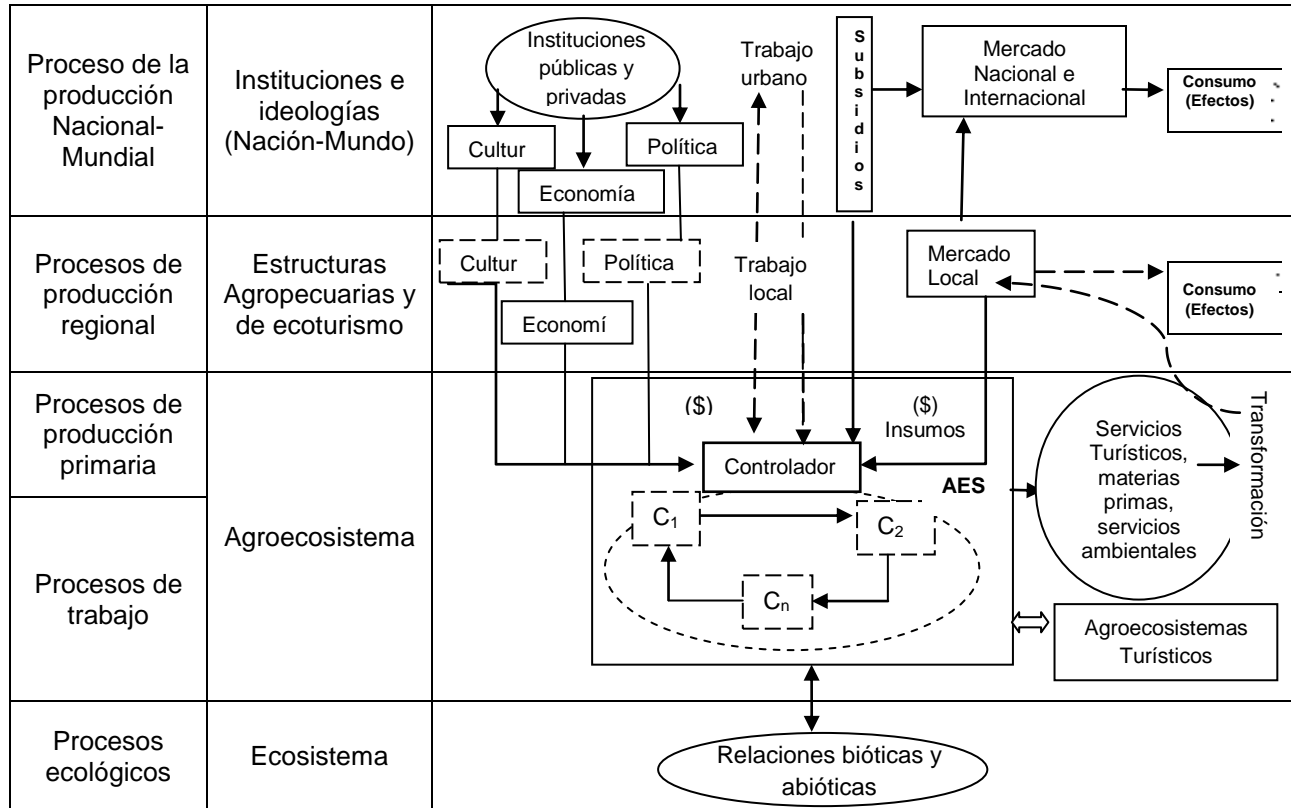 Proceso de la
producción
Nacional-
Mundial
Instituciones e
ideologías
(Nación-Mundo)
Instituciones
públicas y
privadas
Cultur
Economía
Política
Trabajo
urbano
Subsidios
Mercado
Nacional e
Internacional
Consumo
(Efectos)
Procesos de
producción
regional
Estructuras
Agropecuarias y
de ecoturismo
Cultur
Economí
Política
Trabajo
local
Mercado
Local
Consumo
(Efectos)
Procesos de
producción
primaria
Procesos de
trabajo
Agroecosistema
($)
($)
Insumos
Controlador
AES
C1
C2
Cn
Servicios
Turísticos,
materias
primas,
servicios
ambientales
Transformación
Agroecosistemas
Turísticos
Procesos
ecológicos
Ecosistema
Relaciones bióticas y
abióticas